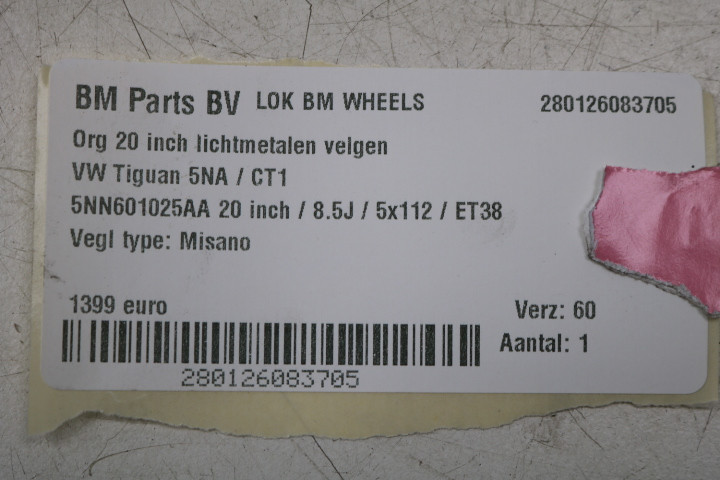 BM Parts BV LOK BM WHEELS 280126083705
Org 20 inch lichtmetalen velgen
VW Tiguan 5NA / CT1
5NN601025AA 20 inch / 8.5J / 5x112 / ET38
Vegl type: Misano
1399 euro Verz: 60
Aantal: 1
280126083705